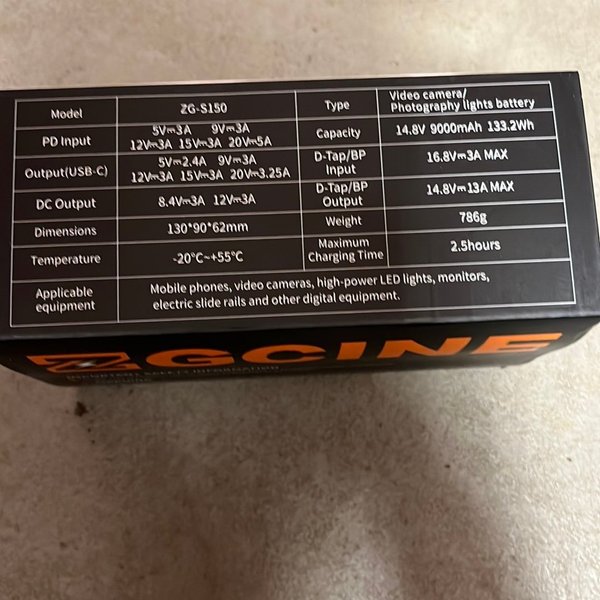 Model ZG-S150 Type Video camera/
Photography lights battery
PD Input 5V⎓3A 9V⎓3A
12V⎓3A 15V⎓3A 20V⎓5A
Capacity 14.8V 9000mAh 133.2Wh
Output(USB-C) 5V⎓2.4A 9V⎓3A
12V⎓3A 15V⎓3A 20V⎓3.25A
D-Tap/BP
Input
16.8V⎓3A MAX
DC Output 8.4V⎓3A 12V⎓3A
D-Tap/BP
Output
14.8V⎓13A MAX
Dimensions 130*90*62mm Weight 786g
Temperature -20°C~+55°C
Maximum
Charging Time
2.5hours
Applicable
equipment
Mobile phones, video cameras, high-power LED lights, monitors,
electric slide rails and other digital equipment.
ZGCINE
IMPORTANT SAFETY INFORMATION